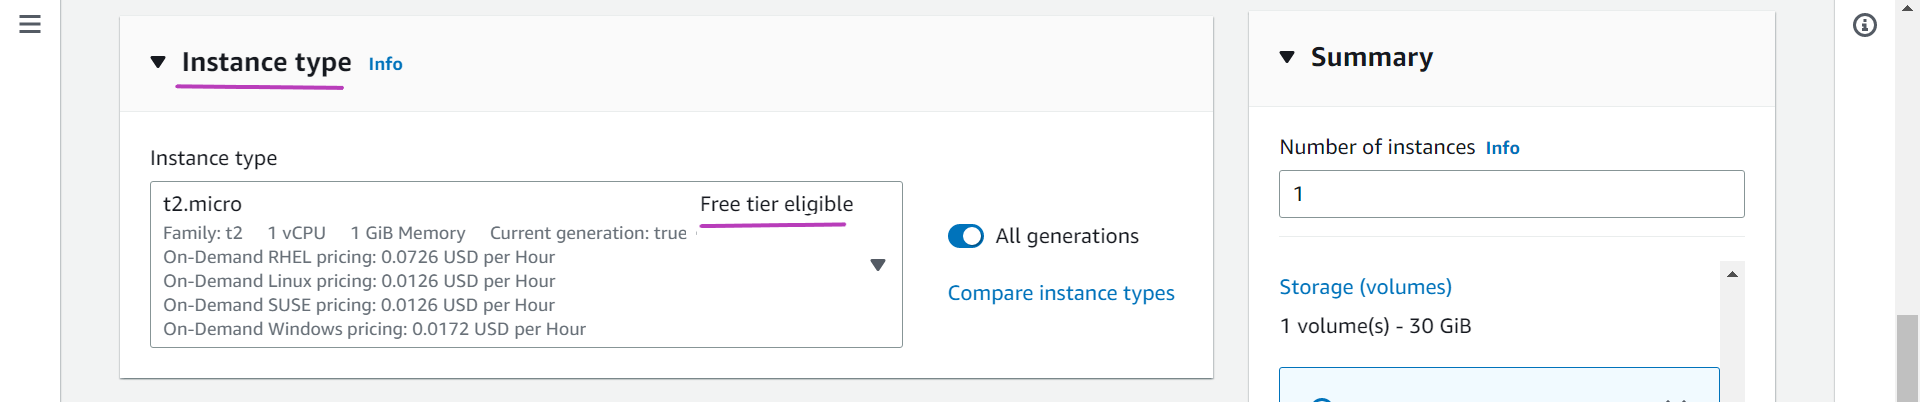 Instance type Info
Instance type
t2.micro Free tier eligible
Family: t2 1 vCPU 1 GiB Memory Current generation: true
On-Demand RHEL pricing: 0.0726 USD per Hour
On-Demand Linux pricing: 0.0126 USD per Hour
On-Demand SUSE pricing: 0.0126 USD per Hour
On-Demand Windows pricing: 0.0172 USD per Hour
All generations
Compare instance types
Summary
Number of instances Info
1
Storage (volumes)
1 volume(s) - 30 GiB